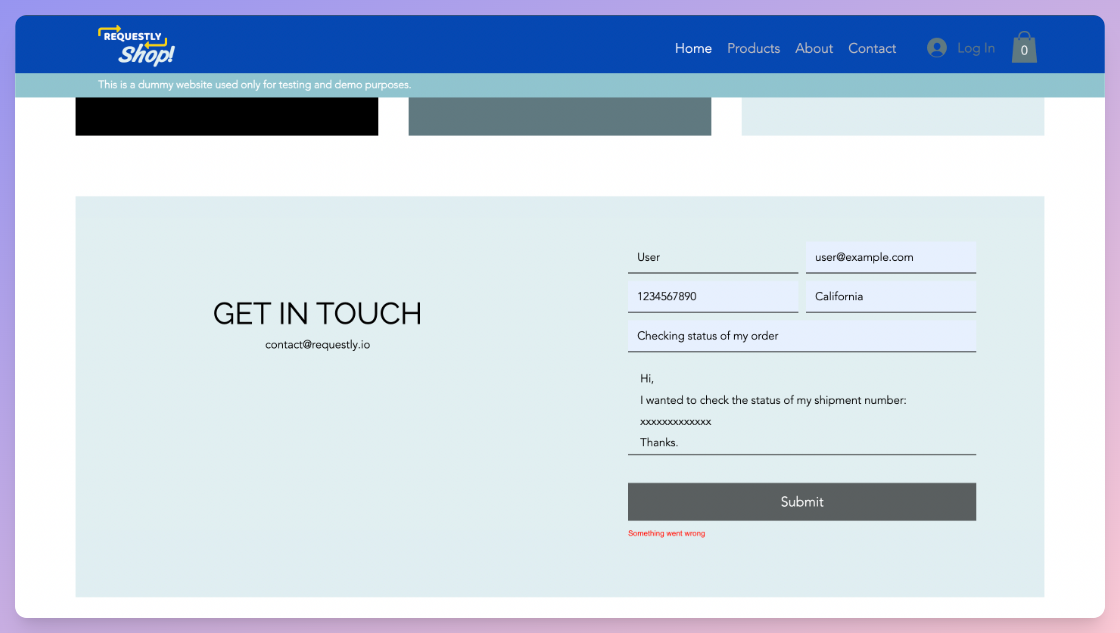 REQUESTLY
Shop!
Home Products About Contact Log In 0
This is a dummy website used only for testing and demo purposes.
GET IN TOUCH
contact@requestly.io
User user@example.com
1234567890 California
Checking status of my order
Hi,
I wanted to check the status of my shipment number:
xxxxxxxxxxxxx
Thanks.
Submit
Something went wrong